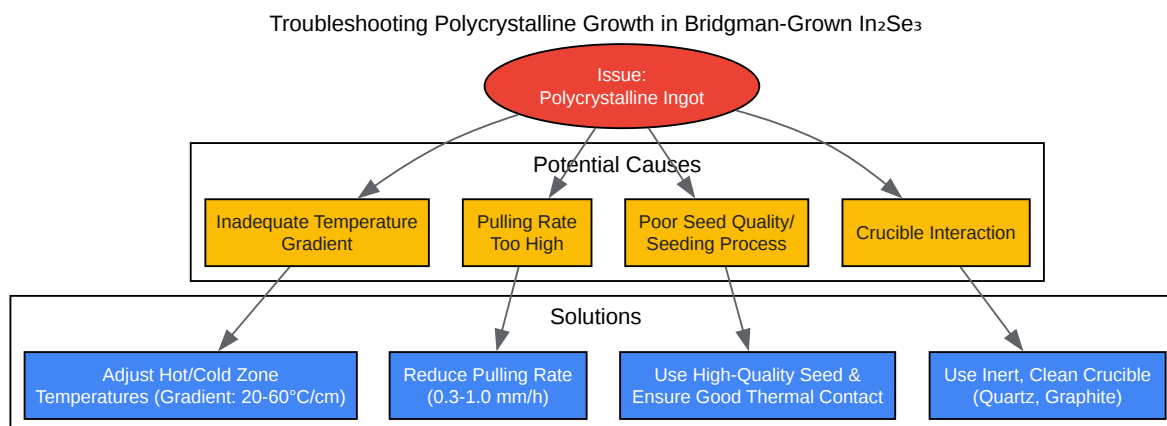 Troubleshooting Polycrystalline Growth in Bridgman-Grown In₂Se₃
Issue:
Polycrystalline Ingot
Potential Causes
Inadequate Temperature
Gradient
Pulling Rate
Too High
Poor Seed Quality/
Seeding Process
Crucible Interaction
Solutions
Adjust Hot/Cold Zone
Temperatures (Gradient: 20-60°C/cm)
Reduce Pulling Rate
(0.3-1.0 mm/h)
Use High-Quality Seed &
Ensure Good Thermal Contact
Use Inert, Clean Crucible
(Quartz, Graphite)